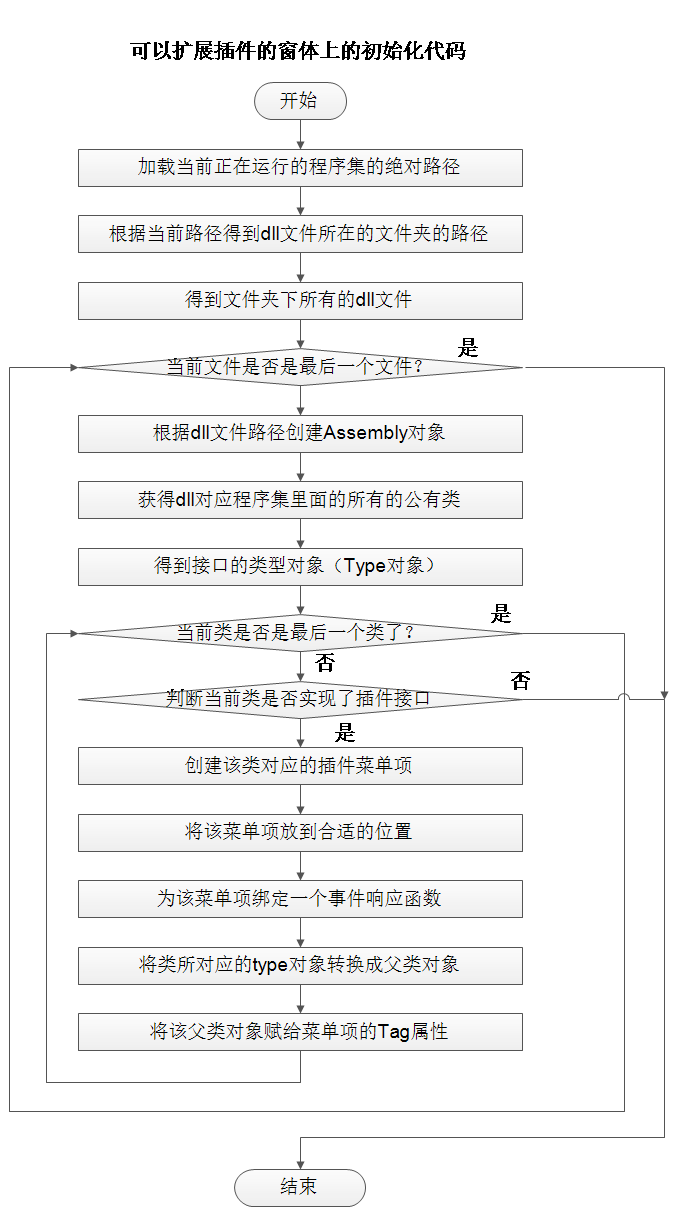 可以扩展插件的窗体上的初始化代码
开始
加载当前正在运行的程序集的绝对路径
根据当前路径得到dll文件所在的文件夹的路径
得到文件夹下所有的dll文件
是
当前文件是否是最后一个文件？
根据dll文件路径创建Assembly对象
获得dll对应程序集里面的所有的公有类
得到接口的类型对象（Type对象）
是
当前类是否是最后一个类了？
否
否
判断当前类是否实现了插件接口
是
创建该类对应的插件菜单项
将该菜单项放到合适的位置
为该菜单项绑定一个事件响应函数
将类所对应的type对象转换成父类对象
将该父类对象赋给菜单项的Tag属性
结束